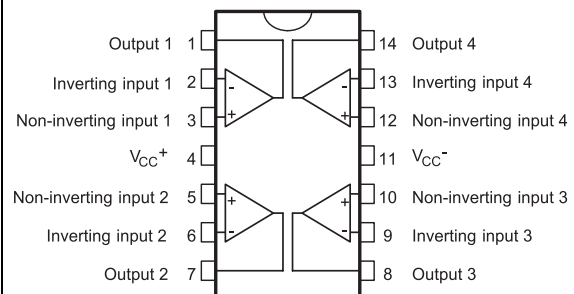 Output 1 1 14 Output 4
Inverting input 1 2 - - 13 Inverting input 4
Non-inverting input 1 3 + + 12 Non-inverting input 4
VCC+ 4 11 VCC-
Non-inverting input 2 5 + + 10 Non-inverting input 3
Inverting input 2 6 - - 9 Inverting input 3
Output 2 7 8 Output 3